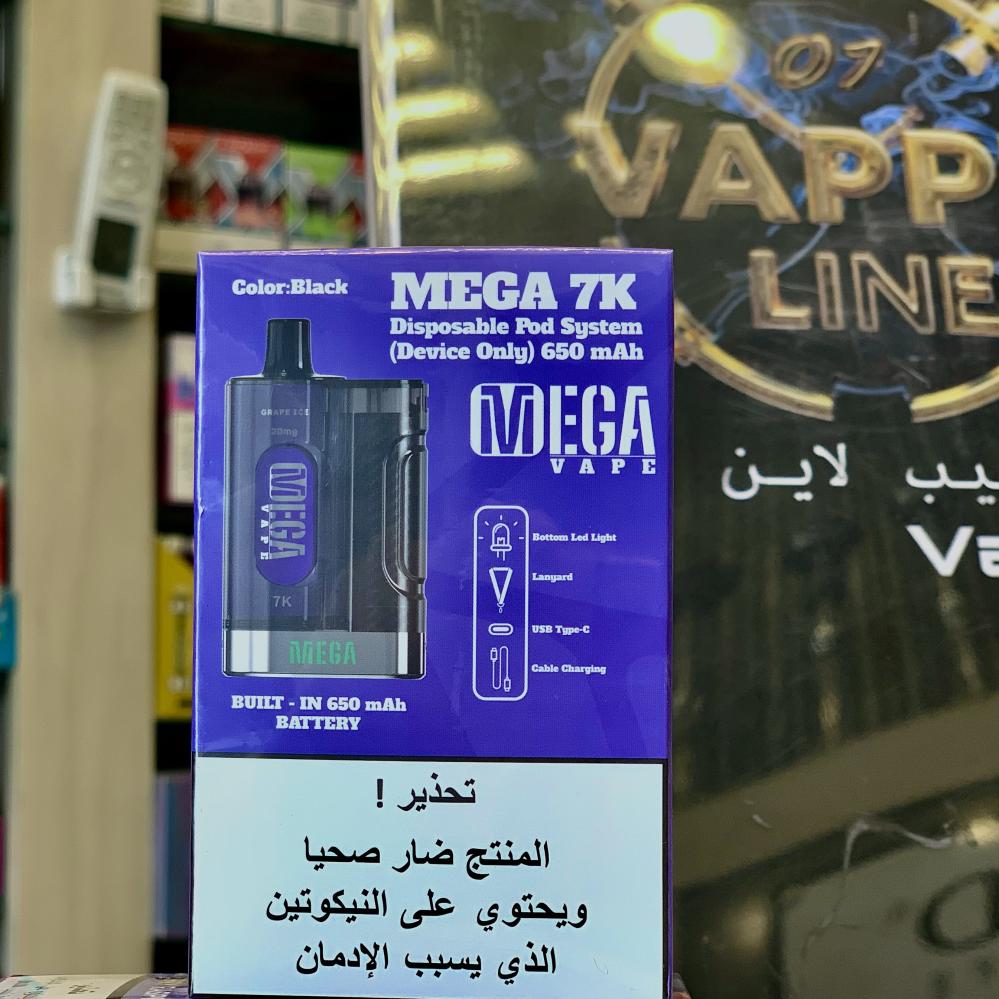 Color:Black
MEGA 7K
Disposable Pod System
(Device Only) 650 mAh
MEGA
VAPE
GRAPE ICE
20mg
MEGA
VAPE
7K
MEGA
Bottom Led Light
Lanyard
USB Type-C
Cable Charging
BUILT - IN 650 mAh
BATTERY
تحذير !
المنتج ضار صحيا
ويحتوي على النيكوتين
الذي يسبب الإدمان
07
VAPP
LINE
لاين